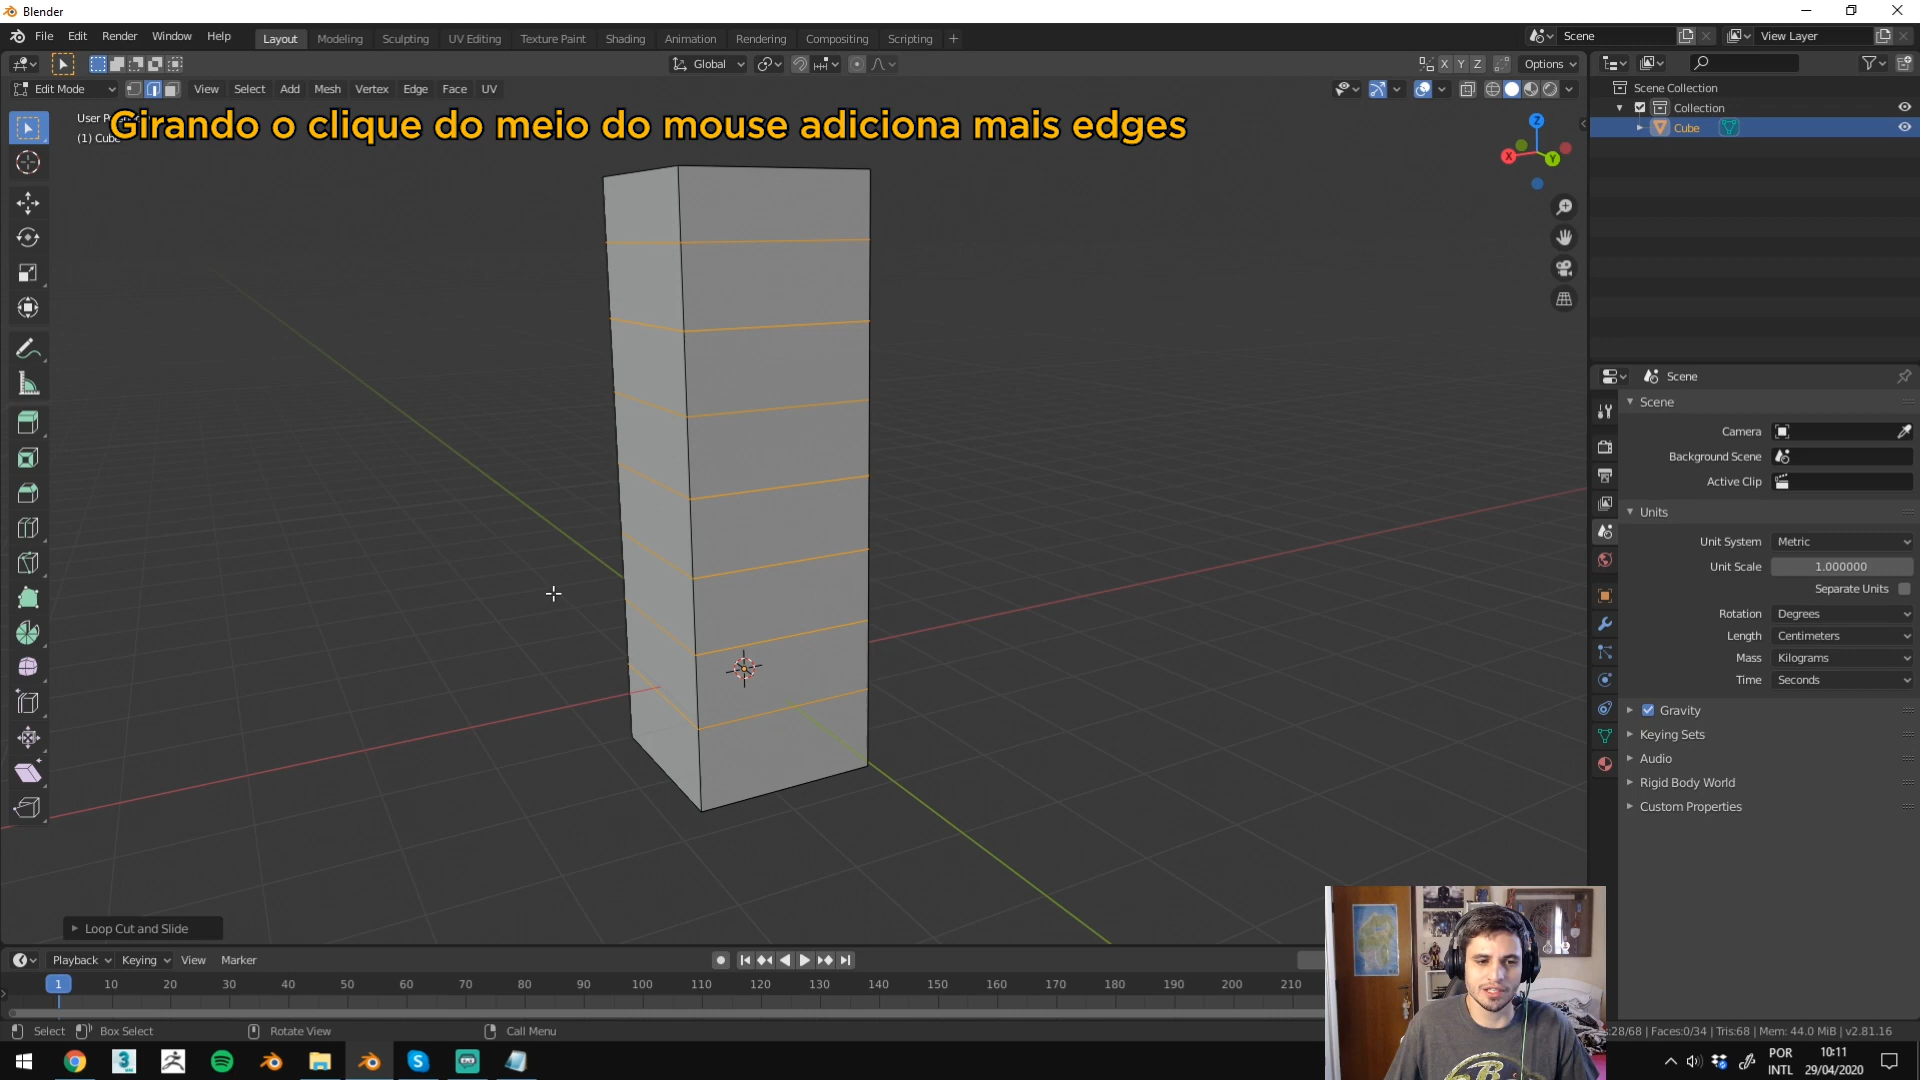 Blender
File Edit Render Window Help
Layout Modeling Sculpting UV Editing Texture Paint Shading Animation Rendering Compositing Scripting +
Scene
View Layer
Global
X Y Z
Options
Edit Mode
View Select Add Mesh Vertex Edge Face UV
Girando o clique do meio do mouse adiciona mais edges
(1) Cube
Z
X
Y
Scene Collection
Collection
Cube
Scene
Scene
Camera
Background Scene
Active Clip
Units
Unit System Metric
Unit Scale 1.000000
Separate Units
Rotation Degrees
Length Centimeters
Mass Kilograms
Time Seconds
Gravity
Keying Sets
Audio
Rigid Body World
Custom Properties
Loop Cut and Slide
Playback Keying View Marker
1 10 20 30 40 50 60 70 80 90 100 110 120 130 140 150 160 170 180 190 200 210
Select Box Select Rotate View Call Menu
:28/68 | Faces:0/34 | Tris:68 | Mem: 44.0 MiB | v2.81.16
POR
INTL
10:11
29/04/2020